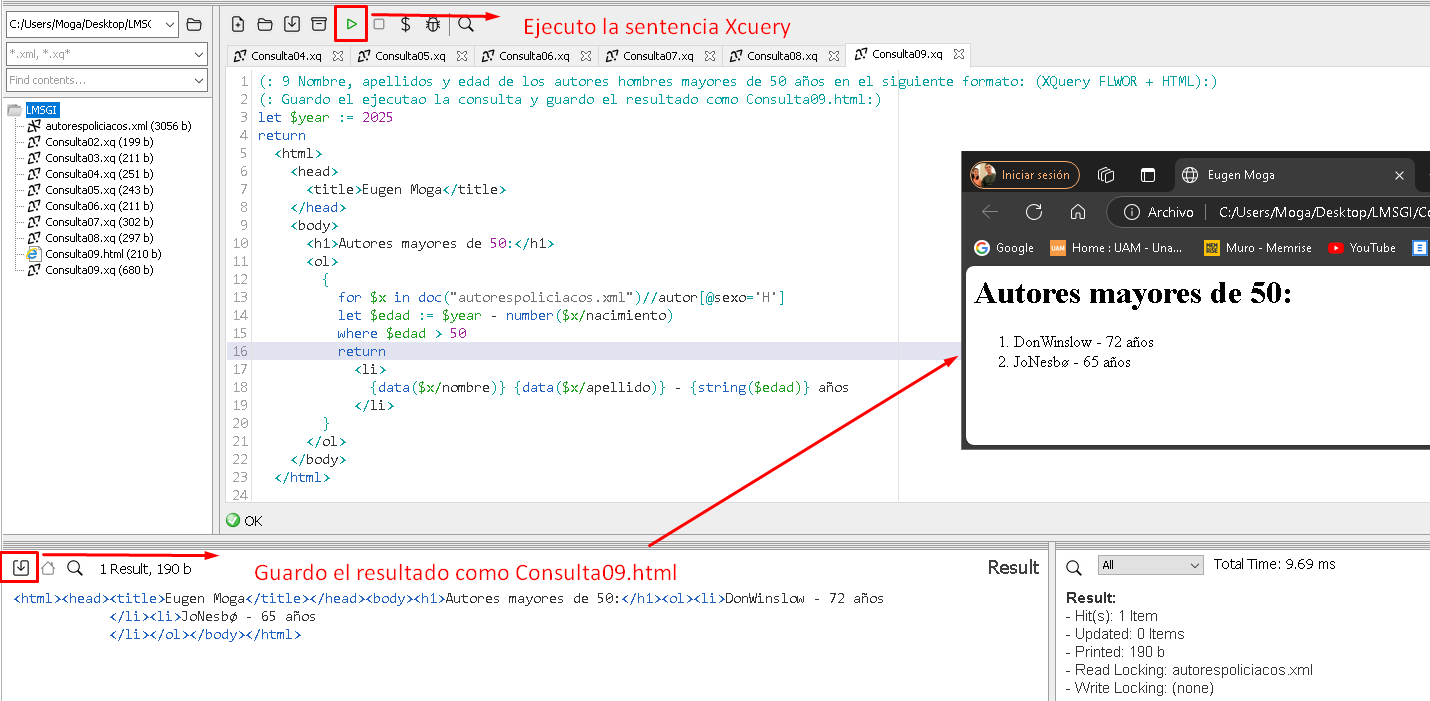 C:/Users/Moga/Desktop/LMSG
*.xml, *.xq*
Find contents...
LMSGI
autorespoliciacos.xml (3056 b)
Consulta02.xq (199 b)
Consulta03.xq (211 b)
Consulta04.xq (251 b)
Consulta05.xq (243 b)
Consulta06.xq (211 b)
Consulta07.xq (302 b)
Consulta08.xq (297 b)
Consulta09.html (210 b)
Consulta09.xq (680 b)
Ejecuto la sentencia Xcuery
Consulta04.xq Consulta05.xq Consulta06.xq Consulta07.xq Consulta08.xq Consulta09.xq
1 (: 9 Nombre, apellidos y edad de los autores hombres mayores de 50 años en el siguiente formato: (XQuery FLWOR + HTML):)
2 (: Guardo el ejecutao la consulta y guardo el resultado como Consulta09.html:)
3 let $year := 2025
4 return
5 <html>
6 <head>
7 <title>Eugen Moga</title>
8 </head>
9 <body>
10 <h1>Autores mayores de 50:</h1>
11 <ol>
12 {
13 for $x in doc("autorespoliciacos.xml")//autor[@sexo='H']
14 let $edad := $year - number($x/nacimiento)
15 where $edad > 50
16 return
17 <li>
18 {data($x/nombre)} {data($x/apellido)} - {string($edad)} años
19 </li>
20 }
21 </ol>
22 </body>
23 </html>
24
OK
Iniciar sesión
Eugen Moga
Archivo
C:/Users/Moga/Desktop/LMSGI/Co
Google
Home : UAM - Una...
Muro - Memrise
YouTube
Autores mayores de 50:
1. DonWinslow - 72 años
2. JoNesbø - 65 años
1 Result, 190 b
Guardo el resultado como Consulta09.html
Result
<html><head><title>Eugen Moga</title></head><body><h1>Autores mayores de 50:</h1><ol><li>DonWinslow - 72 años
</li><li>JoNesbø - 65 años
</li></ol></body></html>
All
Total Time: 9.69 ms
Result:
- Hit(s): 1 Item
- Updated: 0 Items
- Printed: 190 b
- Read Locking: autorespoliciacos.xml
- Write Locking: (none)